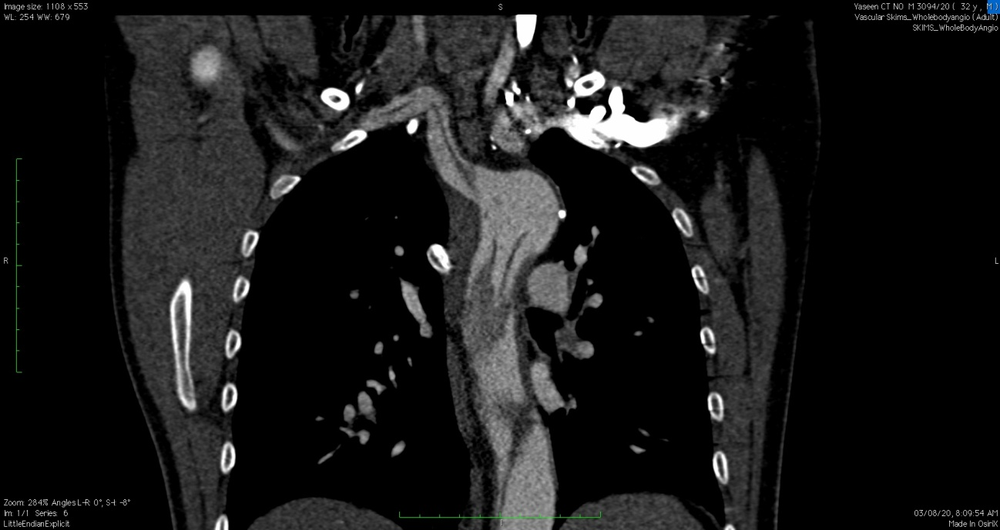 Image size: 1108 x 553
WL: 254 WW: 679
S
Yaseen CT NO M 3094/20 ( 32 y , M )
Vascular Skims_Wholebodyangio (Adult)
SKIMS_WholeBodyAngio
R
L
Zoom: 284% Angles L-R: 0°, S-I: -8°
Im: 1/1 Series: 6
LittleEndianExplicit
I
03/08/20, 8:09:54 AM
Made In OsiriX